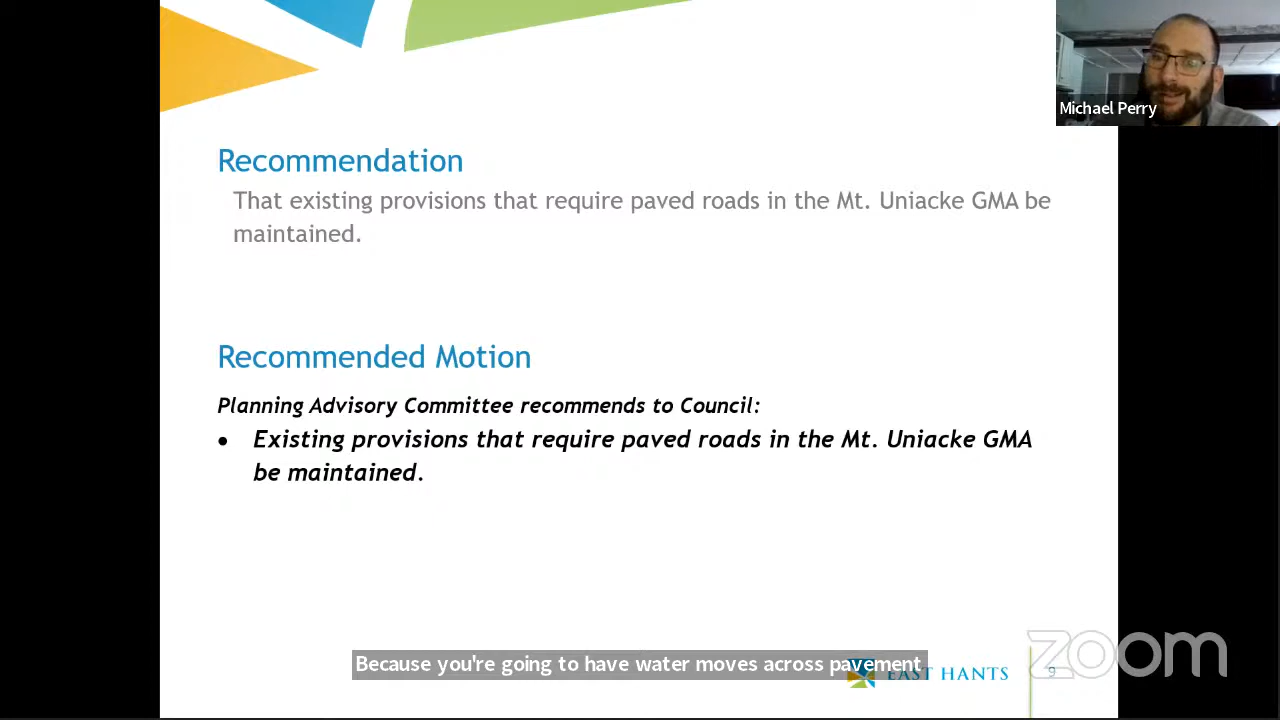 Michael Perry
Recommendation
That existing provisions that require paved roads in the Mt. Uniacke GMA be
maintained.
Recommended Motion
Planning Advisory Committee recommends to Council:
• Existing provisions that require paved roads in the Mt. Uniacke GMA
be maintained.
Because you're going to have water moves across pavement
EAST HANTS
9
zoom